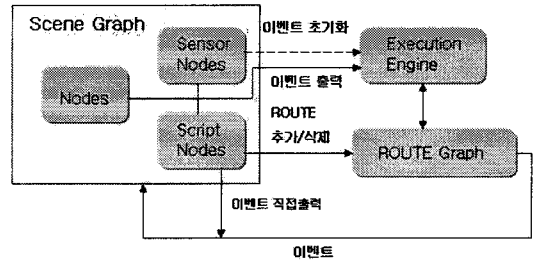 Scene Graph
Sensor
Nodes
이벤트 초기화
Execution
Engine
Nodes
이벤트 출력
Script
Nodes
ROUTE
추가/삭제
ROUTE Graph
이벤트 직접출력
이벤트